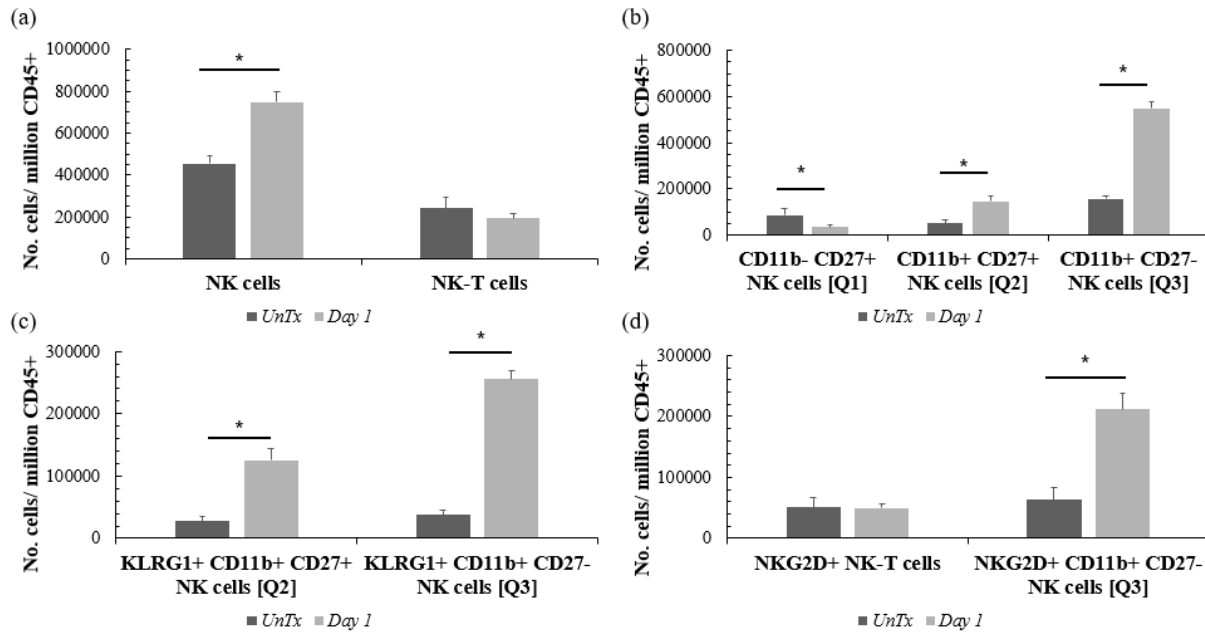 (a)
No. cells/ million CD45+
1000000
800000
600000
400000
200000
0
*
NK cells
NK-T cells
UnTx
Day 1
(b)
No. cells/ million CD45+
800000
600000
400000
200000
0
*
*
*
CD11b- CD27+
NK cells [Q1]
CD11b+ CD27+
NK cells [Q2]
CD11b+ CD27-
NK cells [Q3]
UnTx
Day 1
(c)
No. cells/ million CD45+
300000
200000
100000
0
*
*
KLRG1+ CD11b+ CD27+
NK cells [Q2]
KLRG1+ CD11b+ CD27-
NK cells [Q3]
UnTx
Day 1
(d)
No. cells/ million CD45+
300000
200000
100000
0
*
NKG2D+ NK-T cells
NKG2D+ CD11b+ CD27-
NK cells [Q3]
UnTx
Day 1